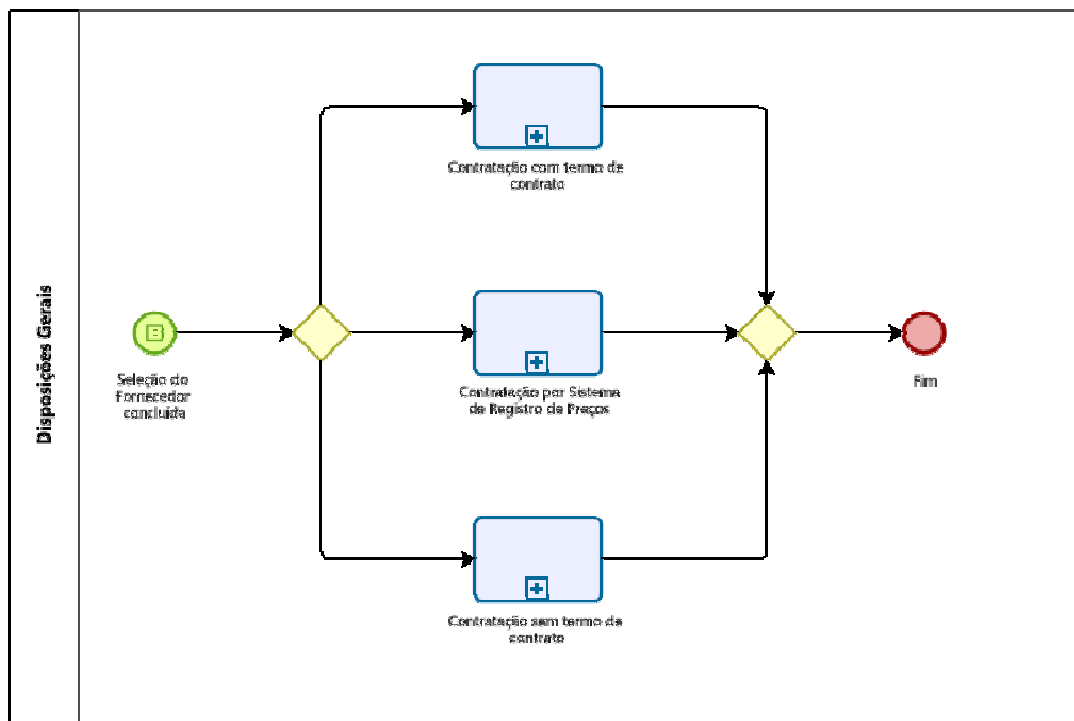 Disposições Gerais
Seleção do
Fornecedor
concluída
Contratação com termo de
contrato
Contratação por Sistema
de Registro de Preços
Contratação sem termo de
contrato
Fim